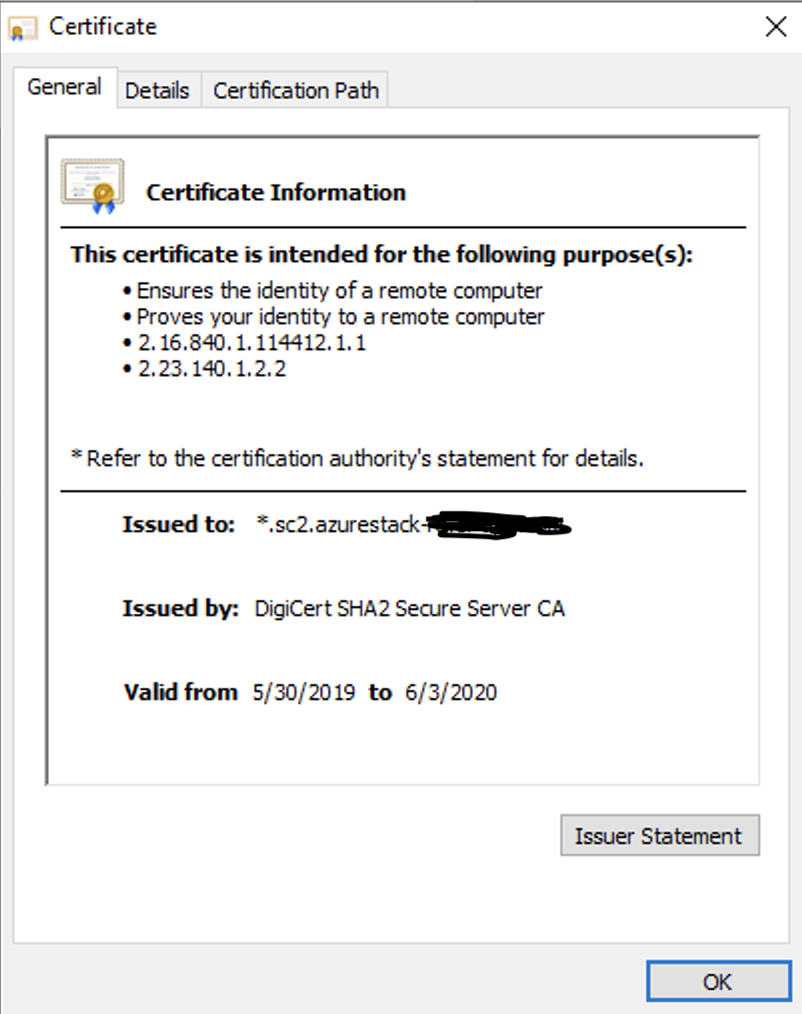 Certificate
General
Details
Certification Path
Certificate Information
This certificate is intended for the following purpose(s):
• Ensures the identity of a remote computer
• Proves your identity to a remote computer
• 2.16.840.1.114412.1.1
• 2.23.140.1.2.2
* Refer to the certification authority's statement for details.
Issued to: *.sc2.azurestack-
Issued by: DigiCert SHA2 Secure Server CA
Valid from 5/30/2019 to 6/3/2020
Issuer Statement
OK